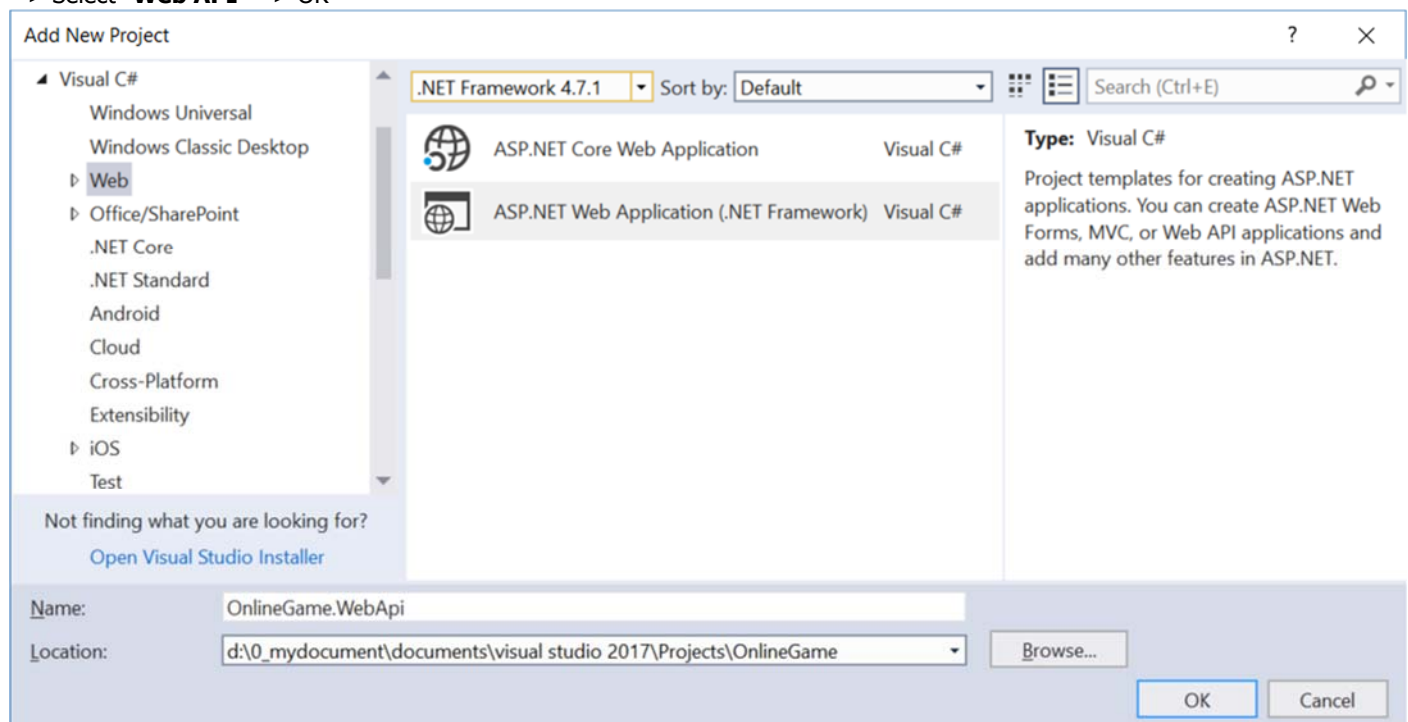 --> Select "Web API" --> OK
Add New Project
?
Visual C#
Windows Universal
Windows Classic Desktop
Web
Office/SharePoint
.NET Core
.NET Standard
Android
Cloud
Cross-Platform
Extensibility
iOS
Test
Not finding what you are looking for?
Open Visual Studio Installer
.NET Framework 4.7.1 Sort by: Default
Search (Ctrl+E)
ASP.NET Core Web Application Visual C#
ASP.NET Web Application (.NET Framework) Visual C#
Type: Visual C#
Project templates for creating ASP.NET
applications. You can create ASP.NET Web
Forms, MVC, or Web API applications and
add many other features in ASP.NET.
Name: OnlineGame.WebApi
Location: d:\0_mydocument\documents\visual studio 2017\Projects\OnlineGame
Browse...
OK Cancel